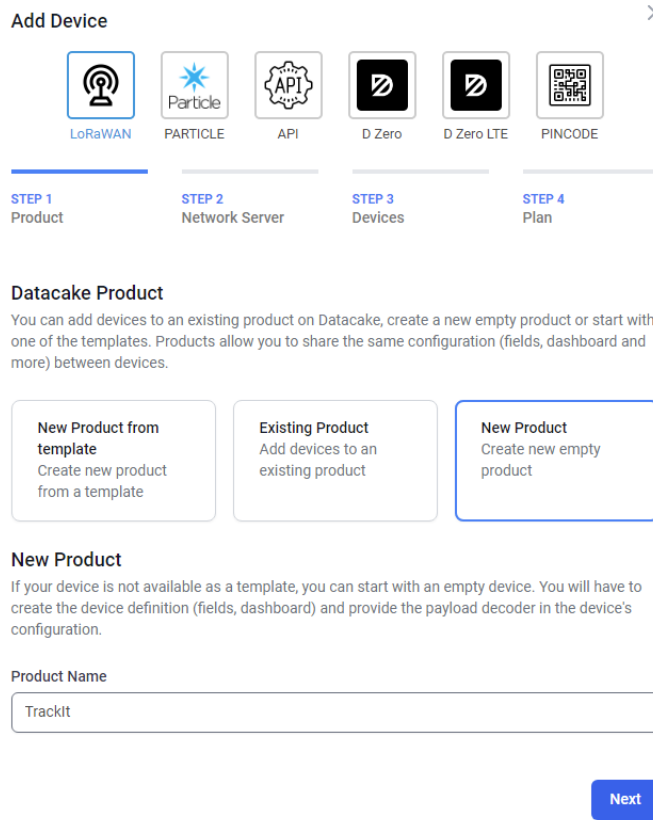 Add Device
API
Particle
LoRaWAN
PARTICLE
API
D Zero
D Zero LTE
PINCODE
STEP 1
Product
STEP 2
Network Server
STEP 3
Devices
STEP 4
Plan
Datacake Product
You can add devices to an existing product on Datacake, create a new empty product or start with
one of the templates. Products allow you to share the same configuration (fields, dashboard and
more) between devices.
New Product from
template
Create new product
from a template
Existing Product
Add devices to an
existing product
New Product
Create new empty
product
New Product
If your device is not available as a template, you can start with an empty device. You will have to
create the device definition (fields, dashboard) and provide the payload decoder in the device's
configuration.
Product Name
TrackIt
Next